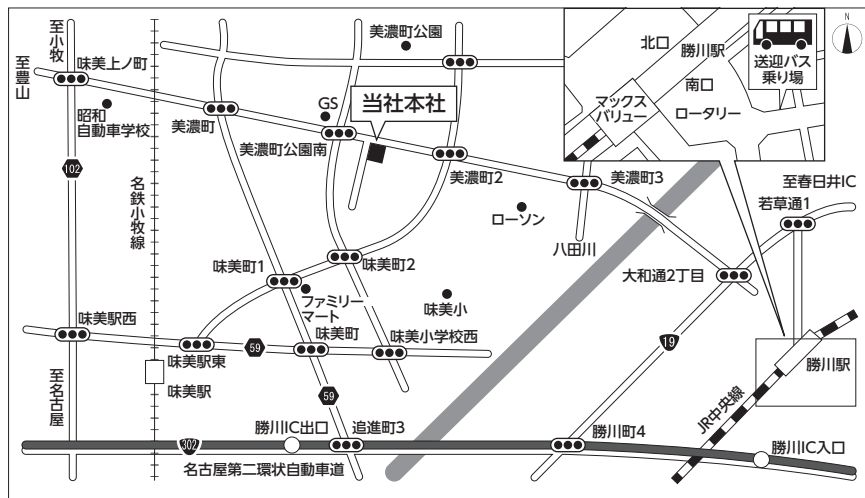 至小牧
至豊山
味美上ノ町
昭和
自動車学校
美濃町
GS
当社本社
美濃町公園
美濃町公園南
美濃町2
美濃町3
ローソン
八田川
北口
勝川駅
南口
マックス
バリュー
ロータリー
送迎バス
乗り場
N
至春日井IC
若草通1
大和通2丁目
102
名鉄小牧線
味美町1
味美町2
ファミリー
マート
味美小
味美駅西
味美駅東
59
味美町
味美小学校西
19
勝川駅
JR中央線
味美駅
至名古屋
59
勝川IC出口
追進町3
302
名古屋第二環状自動車道
勝川町4
勝川IC入口